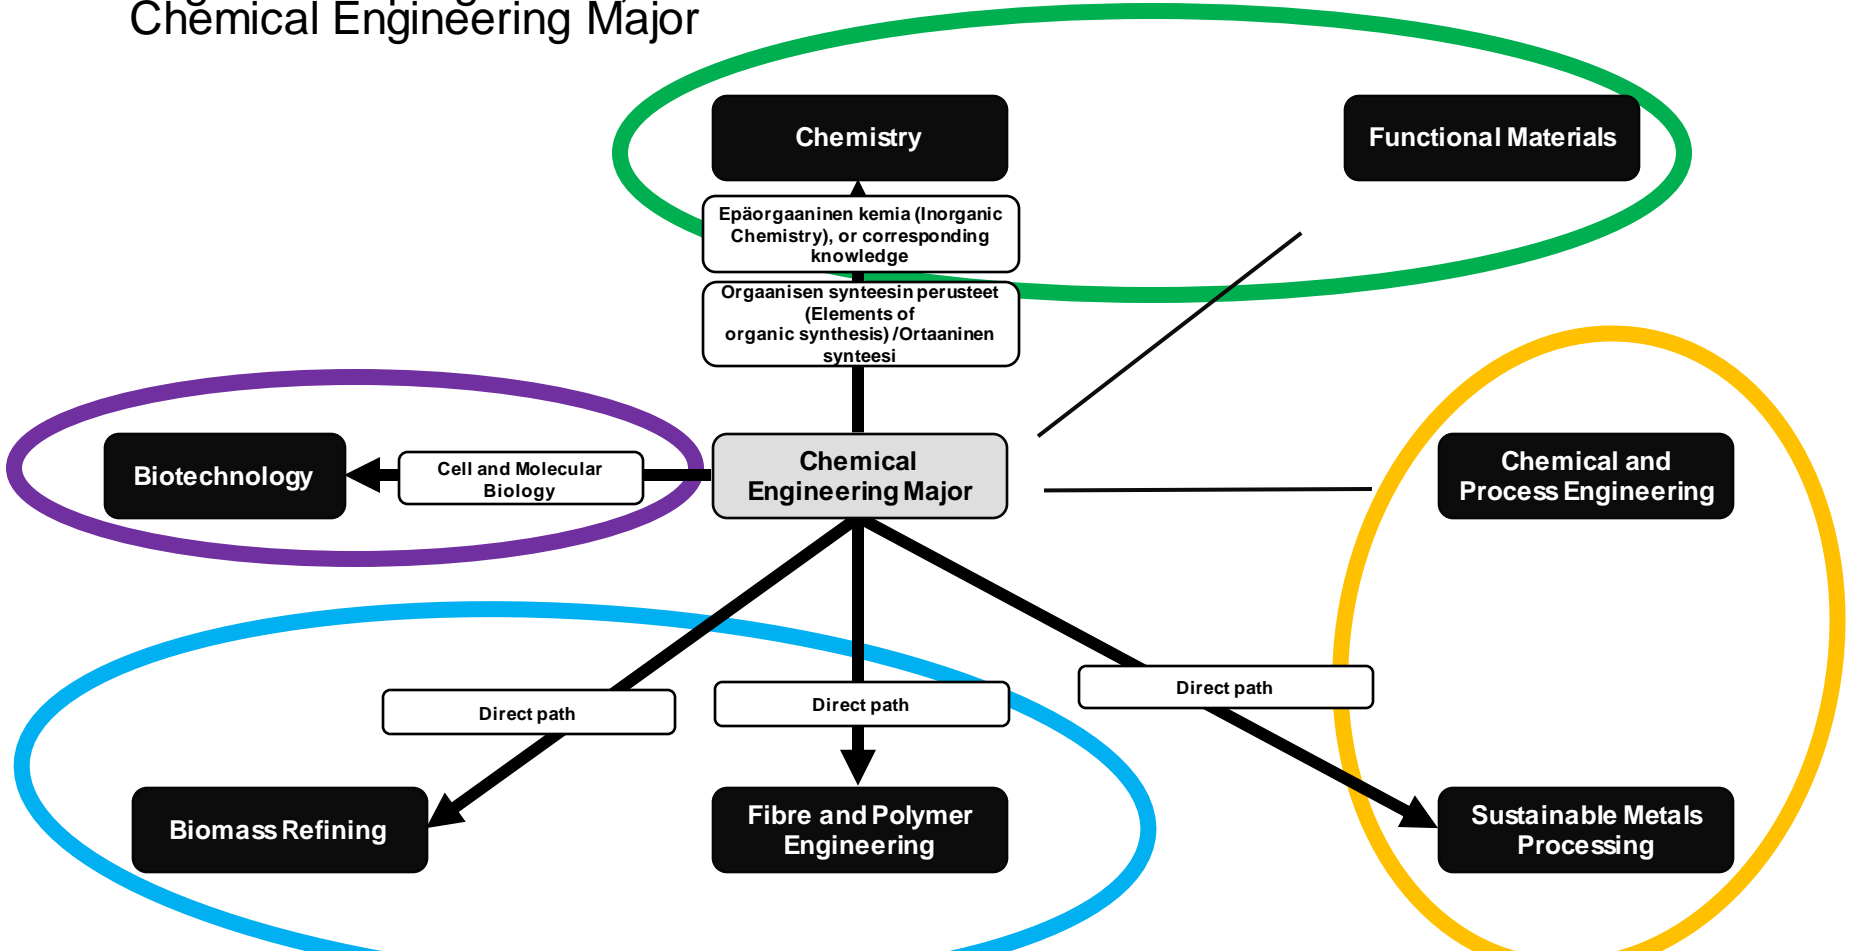 Chemical Engineering Major
Chemistry
Functional Materials
Epäorgaaninen kemia (Inorganic
Chemistry), or corresponding
knowledge
Orgaanisen synteesin perusteet
(Elements of
organic synthesis) /Ortaaninen
synteesi
Biotechnology
Cell and Molecular
Biology
Chemical
Engineering Major
Chemical and
Process Engineering
Direct path
Direct path
Direct path
Biomass Refining
Fibre and Polymer
Engineering
Sustainable Metals
Processing